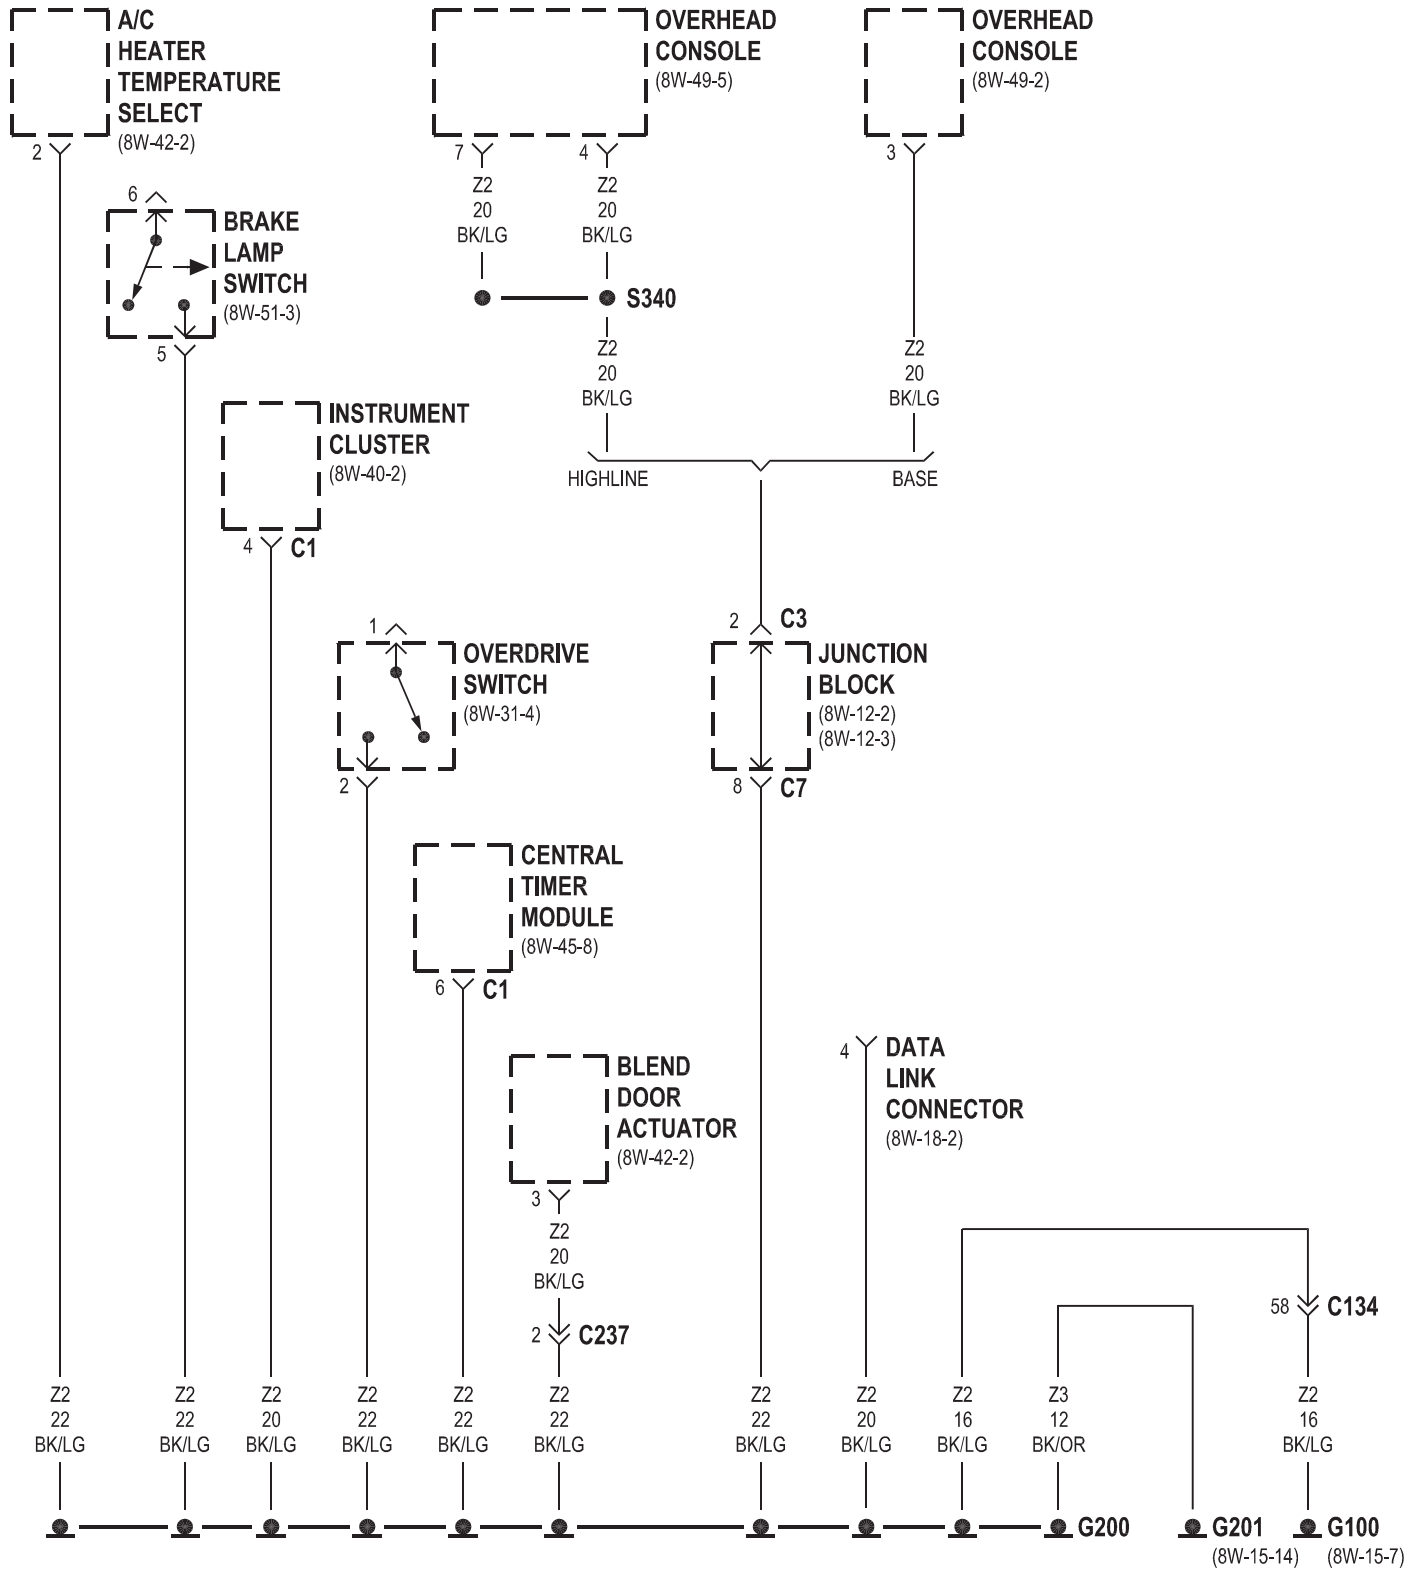 A/C
HEATER
TEMPERATURE
SELECT
(8W-42-2)
2
OVERHEAD
CONSOLE
(8W-49-5)
7
4
OVERHEAD
CONSOLE
(8W-49-2)
3
Z2
20
BK/LG
Z2
20
BK/LG
S340
6
BRAKE
LAMP
SWITCH
(8W-51-3)
5
Z2
20
BK/LG
Z2
20
BK/LG
HIGHLINE
BASE
INSTRUMENT
CLUSTER
(8W-40-2)
4
C1
1
OVERDRIVE
SWITCH
(8W-31-4)
2
2
C3
JUNCTION
BLOCK
(8W-12-2)
(8W-12-3)
8
C7
CENTRAL
TIMER
MODULE
(8W-45-8)
6
C1
BLEND
DOOR
ACTUATOR
(8W-42-2)
3
Z2
20
BK/LG
2
C237
4
DATA
LINK
CONNECTOR
(8W-18-2)
58
C134
Z2
22
BK/LG
Z2
22
BK/LG
Z2
20
BK/LG
Z2
22
BK/LG
Z2
22
BK/LG
Z2
22
BK/LG
Z2
22
BK/LG
Z2
20
BK/LG
Z2
16
BK/LG
Z3
12
BK/OR
Z2
16
BK/LG
G200
G201
(8W-15-14)
G100
(8W-15-7)